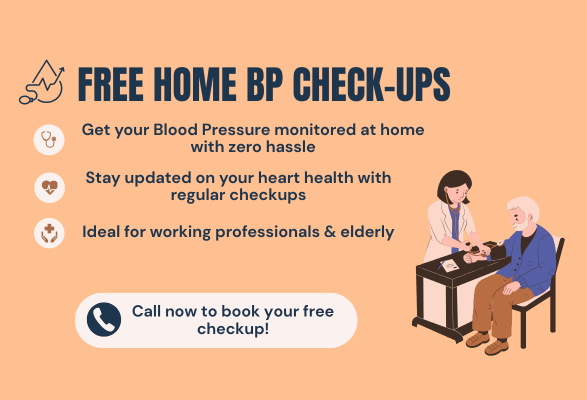 FREE HOME BP CHECK-UPS
Get your Blood Pressure monitored at home
with zero hassle
Stay updated on your heart health with
regular checkups
Ideal for working professionals & elderly
Call now to book your free
checkup!